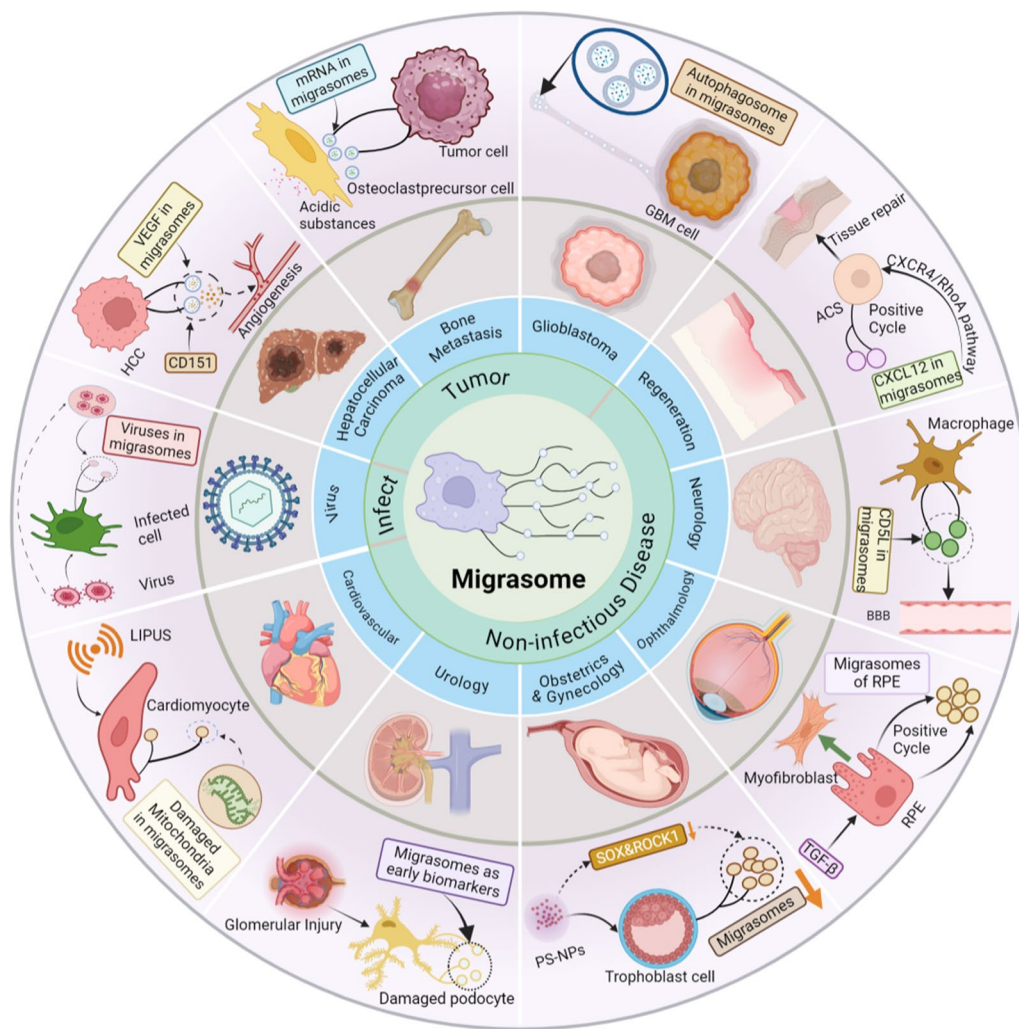 Migrasome
Tumor
Infect
Non-infectious Disease
Bone
Metastasis
Glioblastoma
Regeneration
Neurology
Ophthalmology
Obstetrics
& Gynecology
Urology
Cardiovascular
Virus
Hepatocellular
Carcinoma
mRNA in
migrasomes
Tumor cell
Osteoclastprecursor cell
Acidic
substances
Autophagosome
in migrasomes
GBM cell
Tissue repair
CXCR4/RhoA pathway
ACS
Positive
Cycle
CXCL12 in
migrasomes
Macrophage
CD5L in
migrasomes
BBB
Migrasomes
of RPE
Positive
Cycle
Myofibroblast
RPE
TGF-β
SOX&ROCK1
Migrasomes
PS-NPs
Trophoblast cell
Migrasomes as
early biomarkers
Glomerular Injury
Damaged podocyte
LIPUS
Cardiomyocyte
Damaged
Mitochondria
in migrasomes
Viruses in
migrasomes
Infected
cell
Virus
VEGF in
migrasomes
Angiogenesis
HCC
CD151